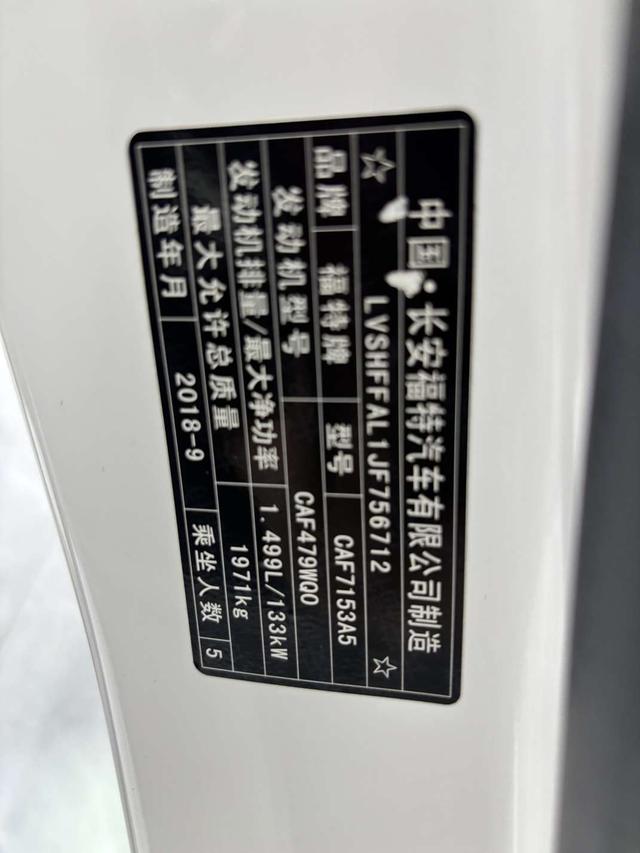 中国·长安福特汽车有限公司制造
☆ LVSHFFAL1JF756712 ☆
品牌 福特牌 型号 CAF7153A5
发动机型号 CAF479WQ0
发动机排量/最大净功率 1.499L/133kW
最大允许总质量 1971kg
制造年月 2018-9 乘坐人数 5